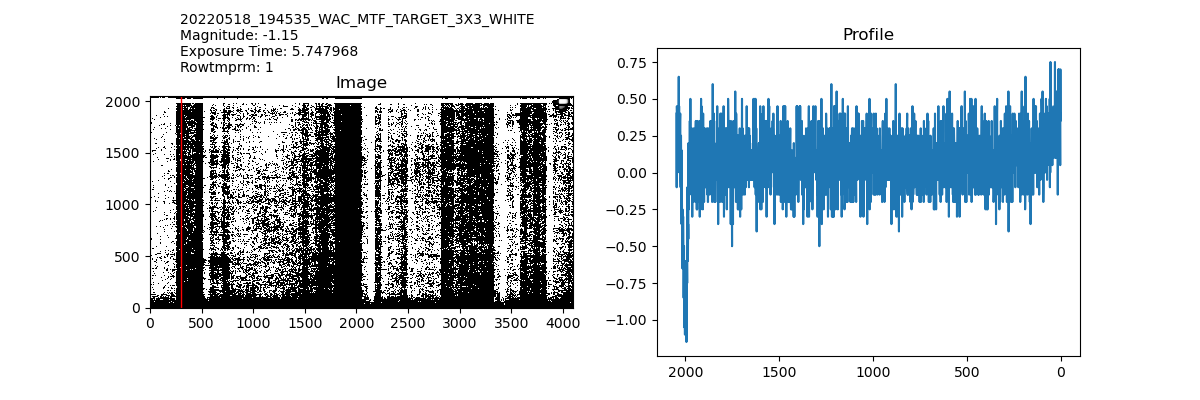 20220518_194535_WAC_MTF_TARGET_3X3_WHITE
Magnitude: -1.15
Exposure Time: 5.747968
Rowtmprm: 1
Image
2000
1500
1000
500
0
0 500 1000 1500 2000 2500 3000 3500 4000
Profile
0.75
0.50
0.25
0.00
−0.25
−0.50
−0.75
−1.00
2000 1500 1000 500 0